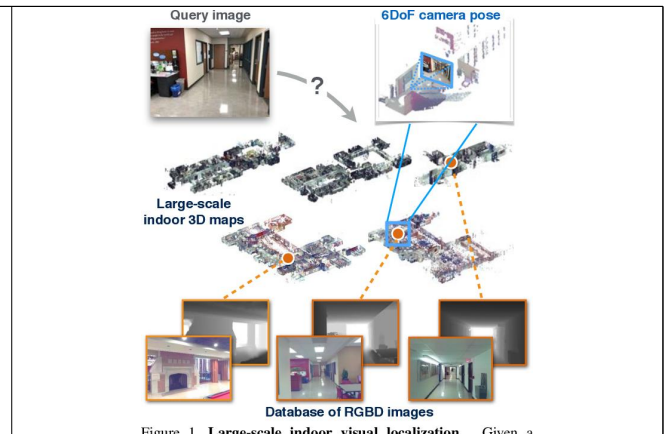 Query image
6DoF camera pose
?
Large-scale
indoor 3D maps
Database of RGBD images
Figure 1. Large-scale indoor visual localization. Given a